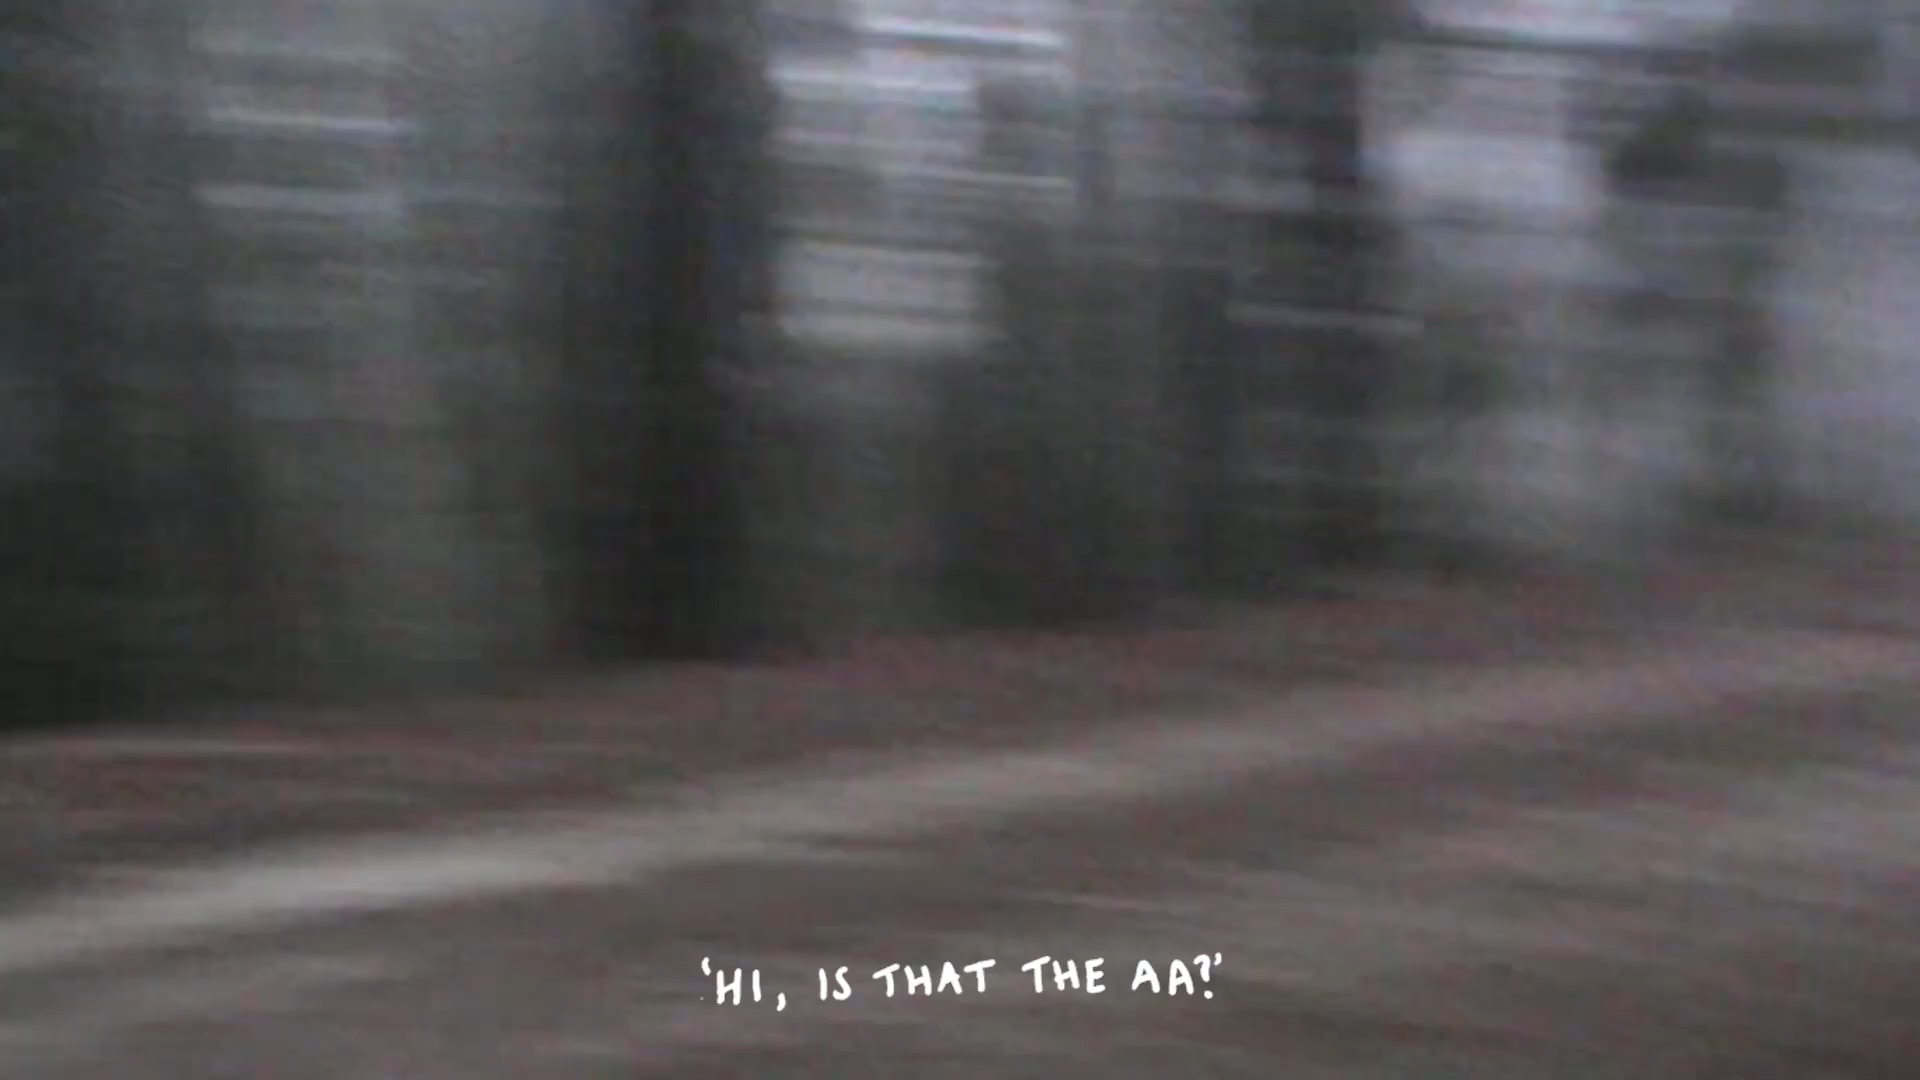 ‘HI, IS THAT THE AA?’